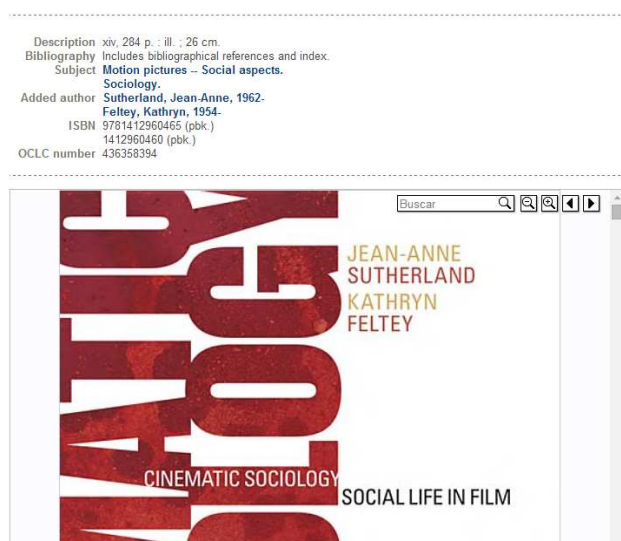 Description xiv, 284 p. : ill. ; 26 cm.
Bibliography Includes bibliographical references and index.
Subject Motion pictures -- Social aspects.
Sociology.
Added author Sutherland, Jean-Anne, 1962-
Feltey, Kathryn, 1954-
ISBN 9781412960465 (pbk.)
1412960460 (pbk.)
OCLC number 436358394
Buscar
MATIC
OLOGY
JEAN-ANNE
SUTHERLAND
KATHRYN
FELTEY
CINEMATIC SOCIOLOGY
SOCIAL LIFE IN FILM